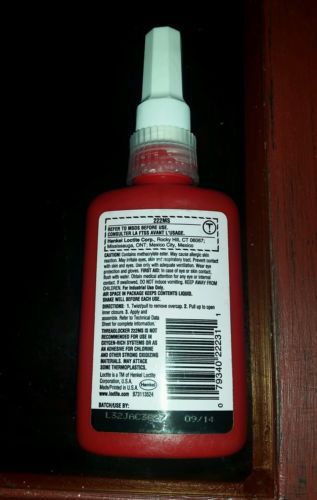 222MS
REFER TO MSDS BEFORE USE.
CONSULTER LA FTSS AVANT L'USAGE.
T
Henkel Loctite Corp., Rocky Hill, CT 06067;
Mississauga, ONT; Mexico City, Mexico
CAUTION! Contains methacrylate ester. May cause allergic skin
reaction. May irritate eyes, skin and respiratory tract. Prevent contact
with skin and eyes. Use only with adequate ventilation. Wear eye
protection and gloves. FIRST AID: In case of eye or skin contact,
flush with water. Obtain medical attention for any eye or internal
contact. If swallowed, DO NOT induce vomiting. KEEP AWAY FROM
CHILDREN. For Industrial Use Only.
AIR SPACE IN PACKAGE KEEPS CONTENTS LIQUID.
SHAKE WELL BEFORE EACH USE.
DIRECTIONS: 1. Twist/pull to remove overcap. 2. Pull up to open
inner closure. 3. Apply and
assemble. Refer to Technical Data
Sheet for complete information.
THREADLOCKER 222MS IS NOT
RECOMMENDED FOR USE IN
OXYGEN-RICH SYSTEMS OR AS
AN ADHESIVE FOR CHLORINE
AND OTHER STRONG OXIDIZING
MATERIALS. MAY ATTACK
SOME THERMOPLASTICS.
Loctite is a TM of Henkel Loctite
Corporation, U.S.A.
Made/Printed in U.S.A.
www.loctite.com 973113524
Henkel
0 79340 22231 1
BATCH/USE BY:
09/14